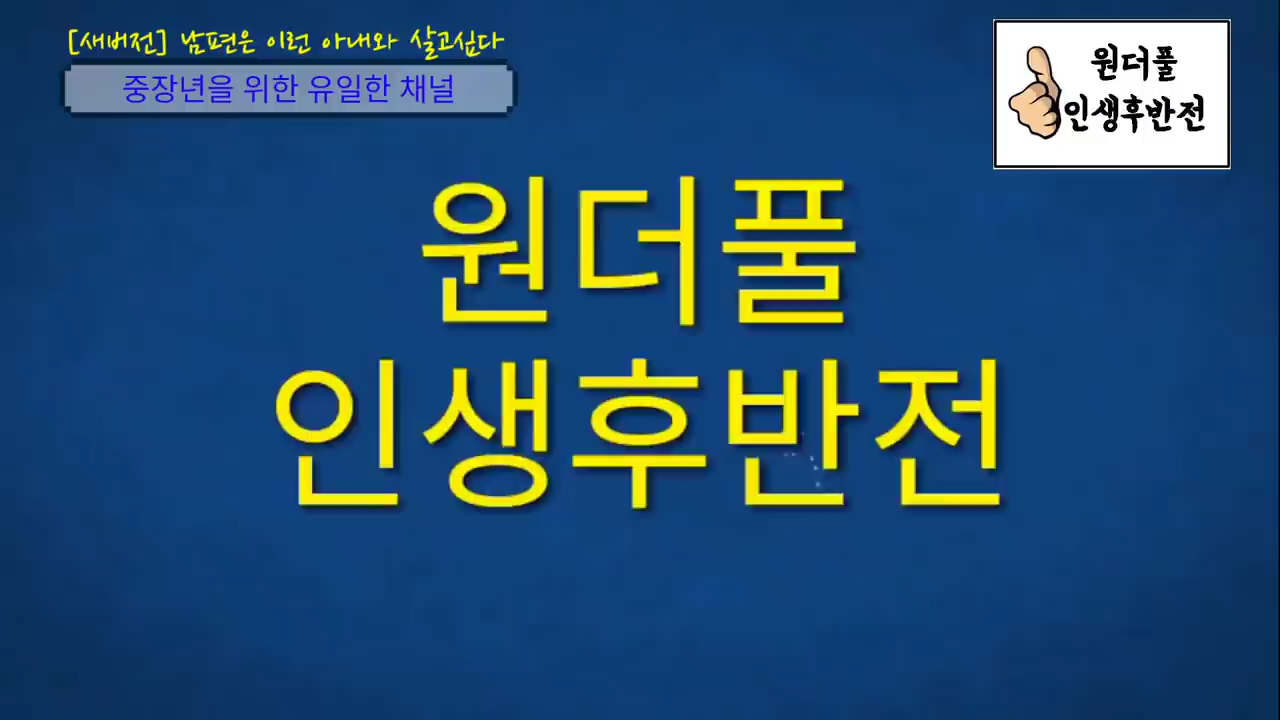 [새버전] 남편은 이런 아내와 살고싶다
중장년을 위한 유일한 채널
원더풀
인생후반전
원더풀
인생후반전